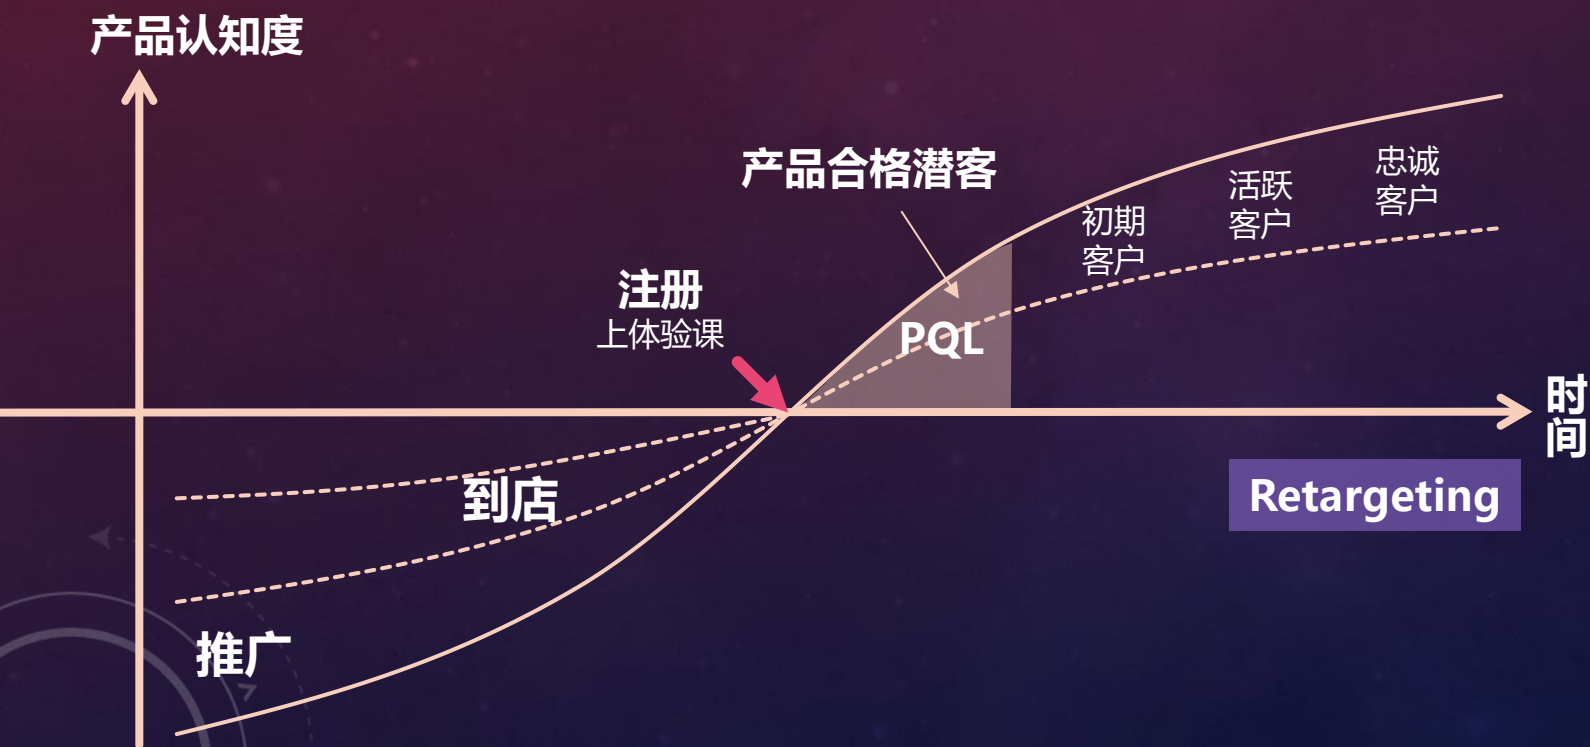 产品认知度
产品合格潜客
忠诚
客户
活跃
客户
初期
客户
注册
上体验课
PQL
时
间
到店
Retargeting
推广